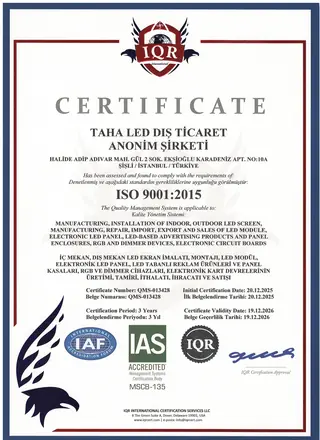 IQR
CERTIFICATE
TAHA LED DIŞ TİCARET
ANONİM ŞİRKETİ
HALİDE ADİP ADIVAR MAH. GÜL 2 SOK. EKŞİOĞLU KARADENİZ APT. NO:10A
ŞİŞLİ / İSTANBUL / TÜRKİYE
Has been assessed and found to comply with the requirements of:
Denetlenmiş ve aşağıdaki standardın gerekliliklerine uygunluğu görülmüştür:
ISO 9001:2015
The Quality Management System is applicable to:
Kalite Yönetim Sistemi:
MANUFACTURING, INSTALLATION OF INDOOR, OUTDOOR LED SCREEN,
MANUFACTURING, REPAIR, IMPORT, EXPORT AND SALES OF LED MODULE,
ELECTRONIC LED PANEL, LED-BASED ADVERTISING PRODUCTS AND PANEL
ENCLOSURES, RGB AND DIMMER DEVICES, ELECTRONIC CIRCUIT BOARDS
İÇ MEKAN, DIŞ MEKAN LED EKRAN İMALATI, MONTAJI, LED MODÜL,
ELEKTRONİK LED PANEL, LED TABANLI REKLAM ÜRÜNLERİ VE PANEL
KASALARI, RGB VE DİMMER CİHAZLARI, ELEKTRONİK KART DEVRELERİNİN
ÜRETİMİ, TAMİRİ, İTHALATI, İHRACATI VE SATIŞI
Certificate Number: QMS-013428 Initial Certification Date: 20.12.2025
Belge Numarası: QMS-013428 İlk Belgelendirme Tarihi: 20.12.2025
Certification Period: 3 Years Certificate Validity Date: 19.12.2026
Belgelendirme Periyodu: 3 Yıl Belge Geçerlilik Tarihi: 19.12.2026
INTERNATIONAL
IAF
IAS
ACCREDITED
Management Systems
Certification Body
MSCB-135
IQR
IQR Certification Approval
IQR INTERNATIONAL CERTIFICATION SERVICES LLC